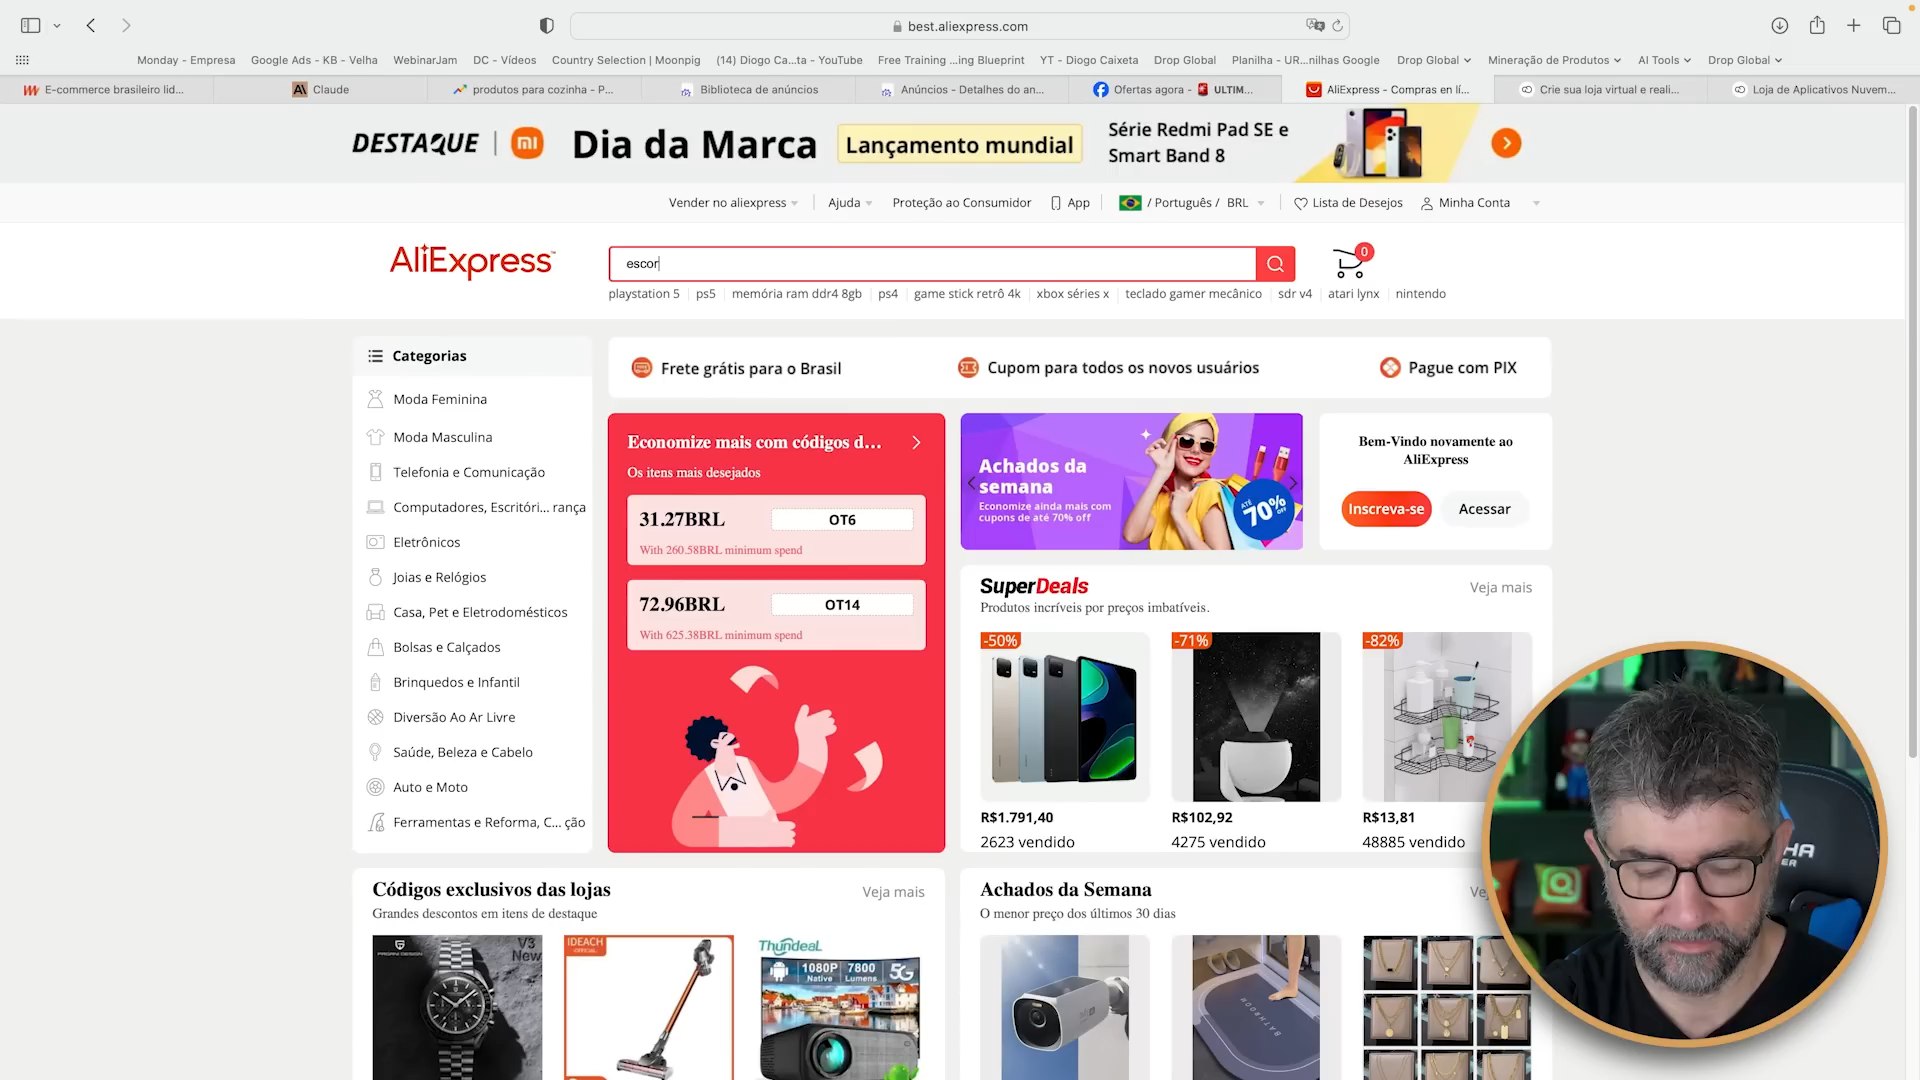 best.aliexpress.com
Monday - Empresa
Google Ads - KB - Velha
WebinarJam
DC - Vídeos
Country Selection | Moonpig
(14) Diogo Ca...ta - YouTube
Free Training ...ing Blueprint
YT - Diogo Caixeta
Drop Global
Planilha - UR...nilhas Google
Drop Global
Mineração de Produtos
AI Tools
Drop Global
E-commerce brasileiro lid...
Claude
produtos para cozinha - P...
Biblioteca de anúncios
Anúncios - Detalhes do an...
Ofertas agora - ULTIM...
AliExpress - Compras en lí...
Crie sua loja virtual e reali...
Loja de Aplicativos Nuvem...
DESTAQUE | mi
Dia da Marca
Lançamento mundial
Série Redmi Pad SE e
Smart Band 8
Vender no aliexpress
Ajuda
Proteção ao Consumidor
App
/ Português / BRL
Lista de Desejos
Minha Conta
AliExpress
escor
0
playstation 5
ps5
memória ram ddr4 8gb
ps4
game stick retrô 4k
xbox séries x
teclado gamer mecânico
sdr v4
atari lynx
nintendo
Categorias
Moda Feminina
Moda Masculina
Telefonia e Comunicação
Computadores, Escritóri... rança
Eletrônicos
Joias e Relógios
Casa, Pet e Eletrodomésticos
Bolsas e Calçados
Brinquedos e Infantil
Diversão Ao Ar Livre
Saúde, Beleza e Cabelo
Auto e Moto
Ferramentas e Reforma, C... ção
Frete grátis para o Brasil
Cupom para todos os novos usuários
Pague com PIX
Economize mais com códigos d...
Os itens mais desejados
31.27BRL
OT6
With 260.58BRL minimum spend
72.96BRL
OT14
With 625.38BRL minimum spend
Achados da
semana
Economize ainda mais com
cupons de até 70% off
ATÉ
70%
OFF
Bem-Vindo novamente ao
AliExpress
Inscreva-se
Acessar
SuperDeals
Veja mais
Produtos incríveis por preços imbatíveis.
-50%
-71%
-82%
R$1.791,40
R$102,92
R$13,81
2623 vendido
4275 vendido
48885 vendido
Códigos exclusivos das lojas
Veja mais
Grandes descontos em itens de destaque
Achados da Semana
O menor preço dos últimos 30 dias
PAGANI DESIGN
V3
New
IDEACH
OFFICIAL
ThundeaL
1080P
Native
7800
Lumens
5G
BATHROOM